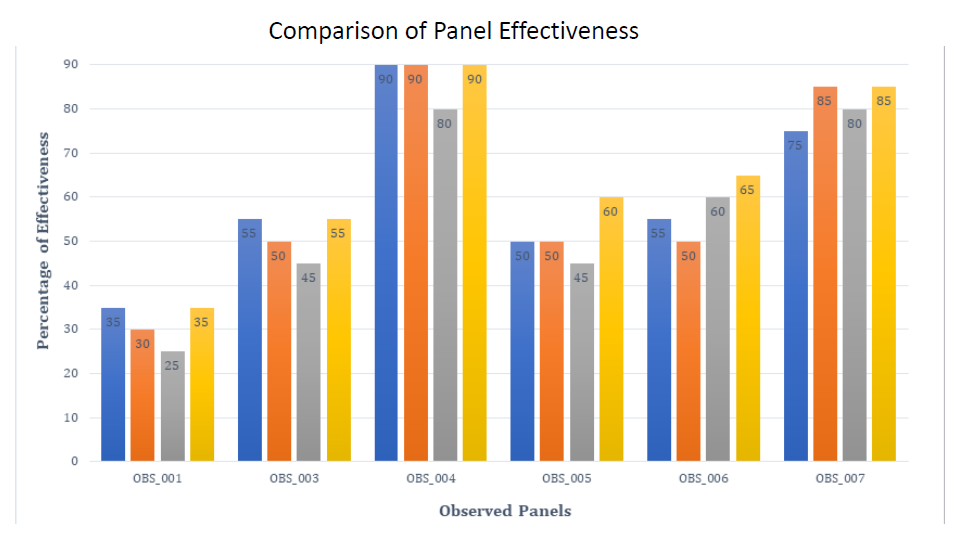 Comparison of Panel Effectiveness
90
80
70
60
50
40
30
20
10
0
Percentage of Effectiveness
35 30 25 35
55 50 45 55
90 90 80 90
50 50 45 60
55 50 60 65
75 85 80 85
OBS_001 OBS_003 OBS_004 OBS_005 OBS_006 OBS_007
Observed Panels